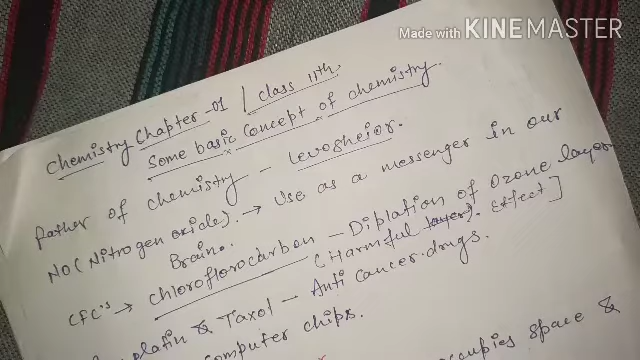 Made with KINEMASTER
Chemistry Chapter-01 / class 11th.
Some basic concept of chemistry.
Father of chemistry - Levosheior.
NO (Nitrogen oxide). → Use as a messenger in our
Brain.
CFC's → Chloroflorocarbon - Diplation of Ozone layer
(Harmful layer). Effect]
platin & Taxol - Anti cancer drugs.
computer chips.
occupies space &